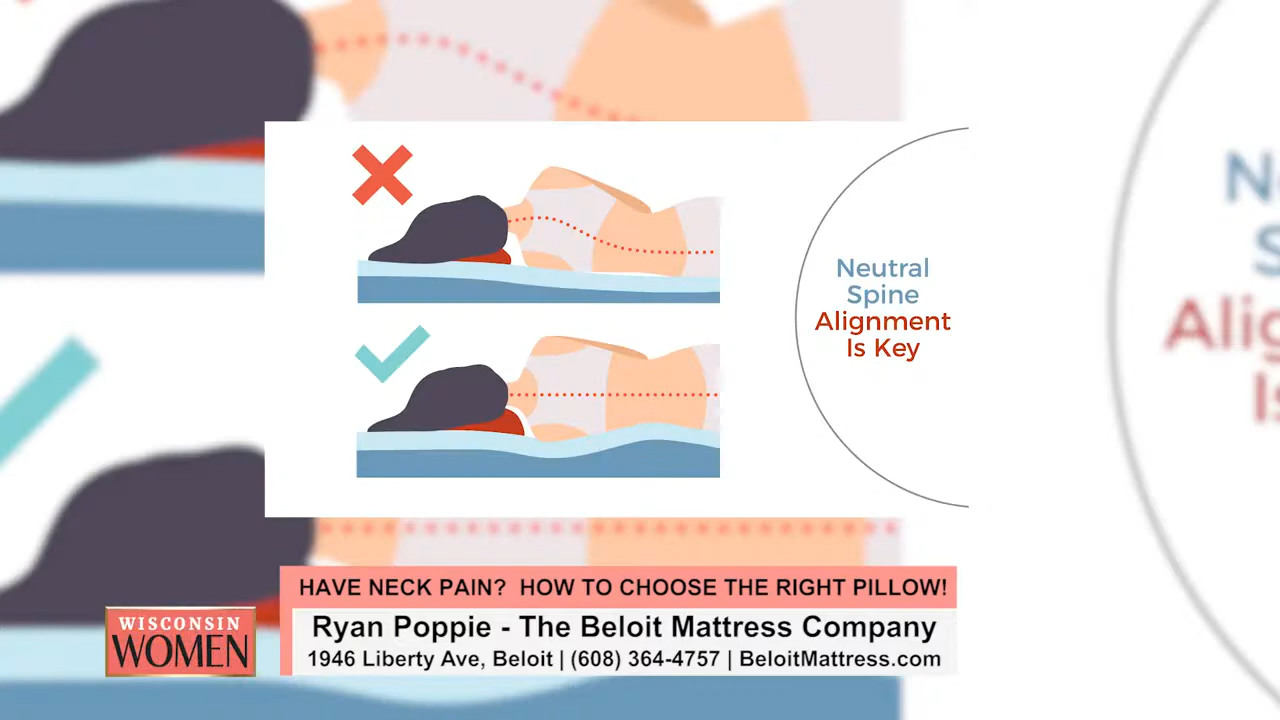 Neutral
Spine
Alignment
Is Key
HAVE NECK PAIN? HOW TO CHOOSE THE RIGHT PILLOW!
WISCONSIN
WOMEN
Ryan Poppie - The Beloit Mattress Company
1946 Liberty Ave, Beloit | (608) 364-4757 | BeloitMattress.com